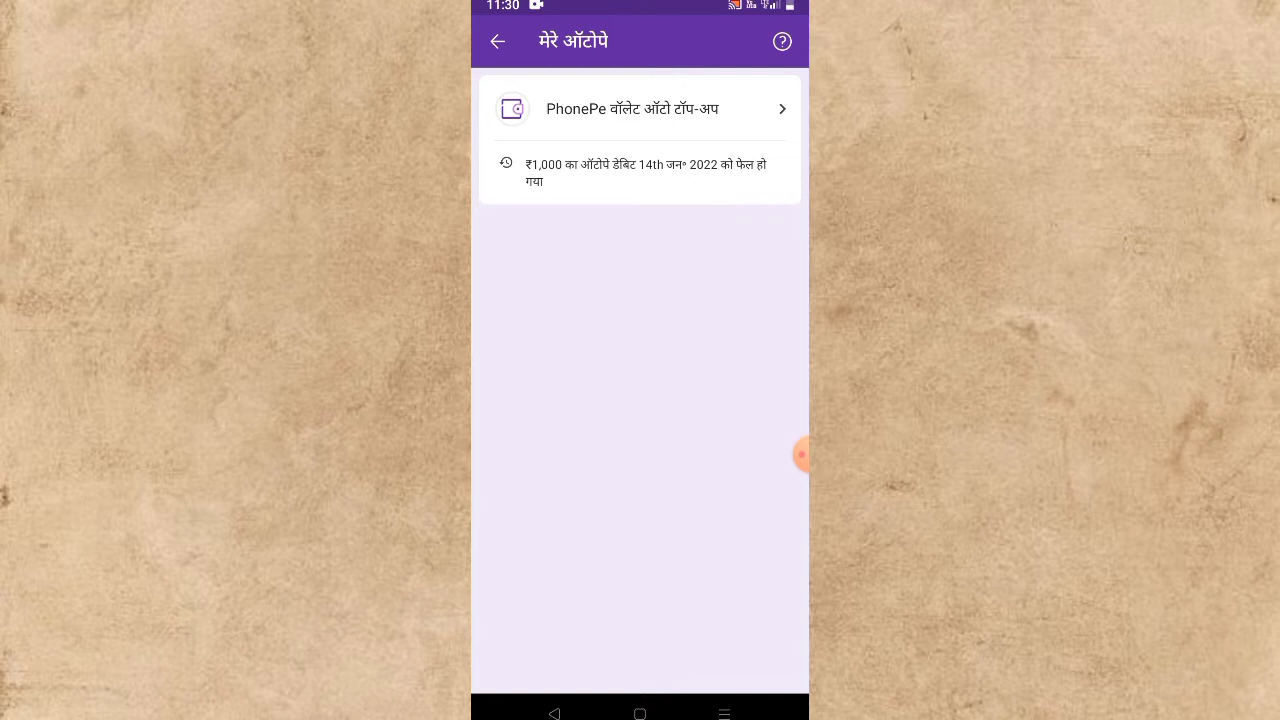 11:30
मेरे ऑटोपे
PhonePe वॉलेट ऑटो टॉप-अप
₹1,000 का ऑटोपे डेबिट 14th जन॰ 2022 को फेल हो
गया